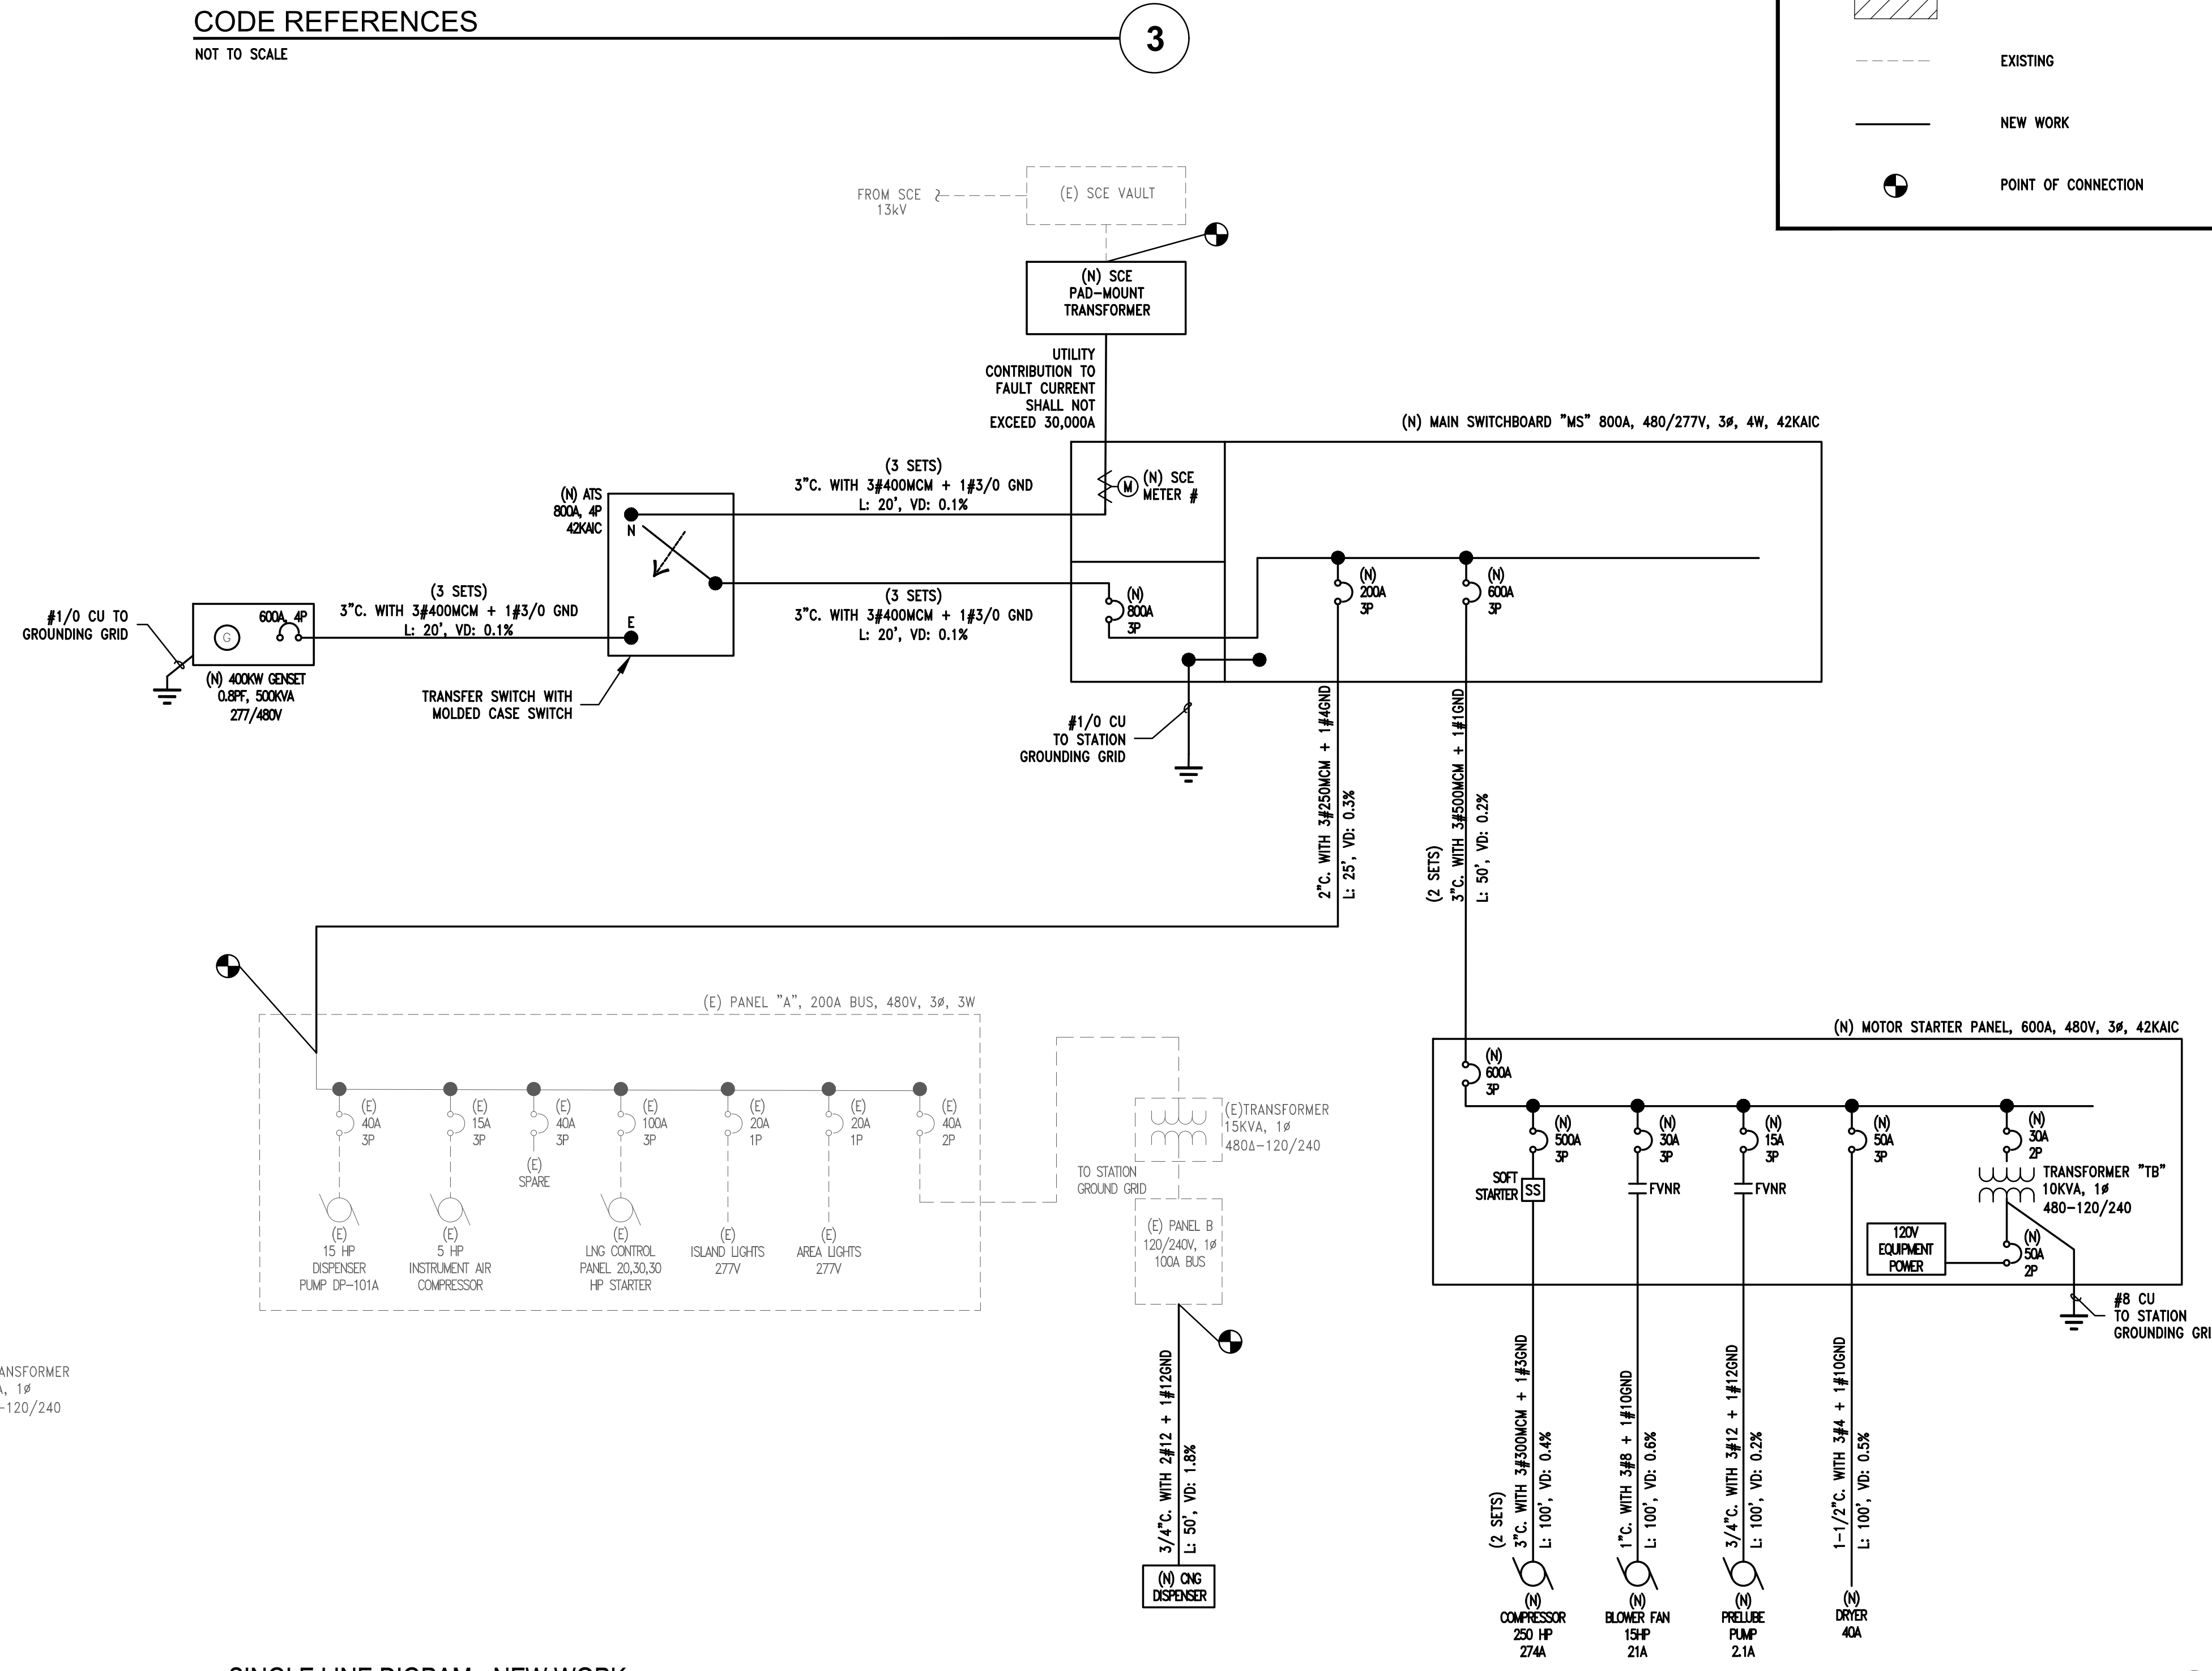 CODE REFERENCES
NOT TO SCALE
3
EXISTING
NEW WORK
POINT OF CONNECTION
FROM SCE
13kV
(E) SCE VAULT
(N) SCE
PAD-MOUNT
TRANSFORMER
UTILITY
CONTRIBUTION TO
FAULT CURRENT
SHALL NOT
EXCEED 30,000A
(N) MAIN SWITCHBOARD "MS" 800A, 480/277V, 3ø, 4W, 42KAIC
(3 SETS)
3"C. WITH 3#400MCM + 1#3/0 GND
L: 20', VD: 0.1%
M
(N) SCE
METER #
(N) ATS
800A, 4P
42KAIC
N
E
(3 SETS)
3"C. WITH 3#400MCM + 1#3/0 GND
L: 20', VD: 0.1%
(3 SETS)
3"C. WITH 3#400MCM + 1#3/0 GND
L: 20', VD: 0.1%
#1/0 CU TO
GROUNDING GRID
G
600A, 4P
(N) 400KW GENSET
0.8PF, 500KVA
277/480V
TRANSFER SWITCH WITH
MOLDED CASE SWITCH
(N)
800A
3P
(N)
200A
3P
(N)
600A
3P
#1/0 CU
TO STATION
GROUNDING GRID
2"C. WITH 3#250MCM + 1#4GND
L: 25', VD: 0.3%
(2 SETS)
3"C. WITH 3#500MCM + 1#1GND
L: 50', VD: 0.2%
(E) PANEL "A", 200A BUS, 480V, 3ø, 3W
(E)
40A
3P
(E)
15A
3P
(E)
40A
3P
(E)
100A
3P
(E)
20A
1P
(E)
20A
1P
(E)
40A
2P
(E)
SPARE
(E)
15 HP
DISPENSER
PUMP DP-101A
(E)
5 HP
INSTRUMENT AIR
COMPRESSOR
(E)
LNG CONTROL
PANEL 20,30,30
HP STARTER
(E)
ISLAND LIGHTS
277V
(E)
AREA LIGHTS
277V
(E)TRANSFORMER
15KVA, 1ø
480Δ-120/240
TO STATION
GROUND GRID
(E) PANEL B
120/240V, 1ø
100A BUS
3/4"C. WITH 2#12 + 1#12GND
L: 50', VD: 1.8%
(N) CNG
DISPENSER
(N) MOTOR STARTER PANEL, 600A, 480V, 3ø, 42KAIC
(N)
600A
3P
(N)
500A
3P
(N)
30A
3P
(N)
15A
3P
(N)
50A
3P
(N)
30A
2P
SOFT
STARTER
SS
FVNR
FVNR
TRANSFORMER "TB"
10KVA, 1ø
480-120/240
120V
EQUIPMENT
POWER
(N)
50A
2P
#8 CU
TO STATION
GROUNDING GRI
(2 SETS)
3"C. WITH 3#300MCM + 1#3GND
L: 100', VD: 0.4%
1"C. WITH 3#8 + 1#10GND
L: 100', VD: 0.6%
3/4"C. WITH 3#12 + 1#12GND
L: 100', VD: 0.2%
1-1/2"C. WITH 3#4 + 1#10GND
L: 100', VD: 0.5%
(N)
COMPRESSOR
250 HP
274A
(N)
BLOWER FAN
15HP
21A
(N)
PRELUBE
PUMP
2.1A
(N)
DRYER
40A
ANSFORMER
A, 1ø
-120/240
SINGLE LINE DIGRAM - NEW WORK